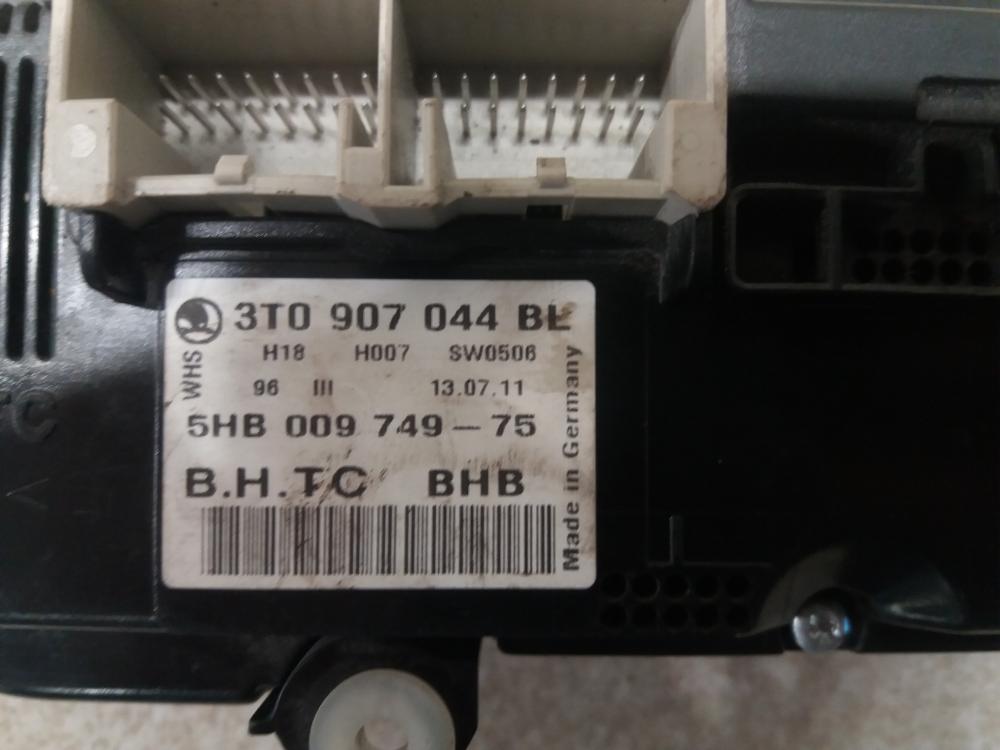 3T0 907 044 BL
H18 H007 SW0506
WHS
96 III 13.07.11
5HB 009 749 – 75
B.H.TC BHB
Made in Germany